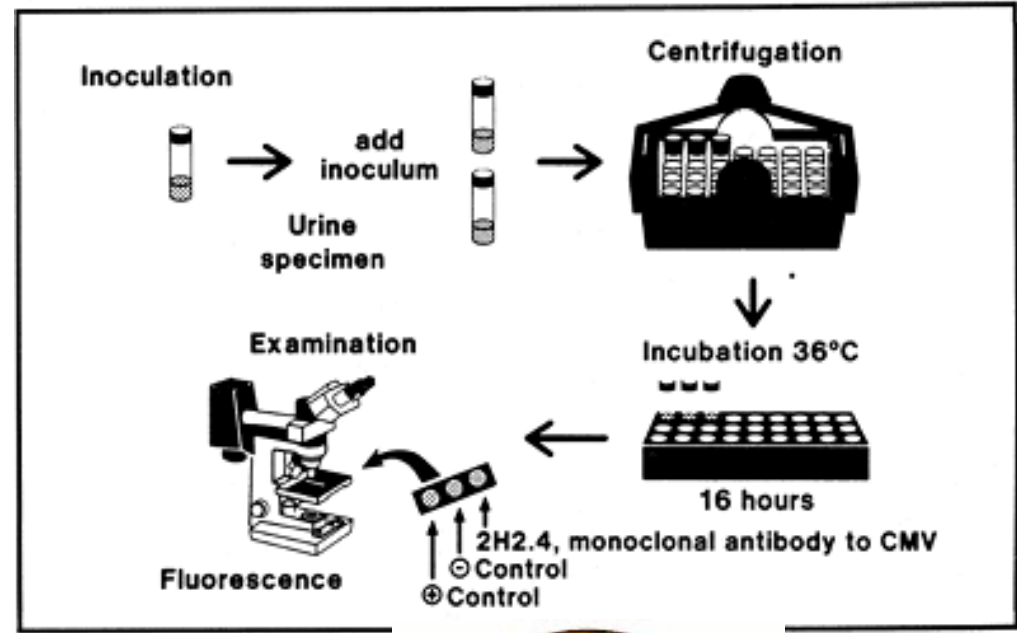 Inoculation
add
inoculum
Urine
specimen
Centrifugation
Incubation 36°C
16 hours
Examination
Fluorescence
2H2.4, monoclonal antibody to CMV
⊖ Control
⊕ Control